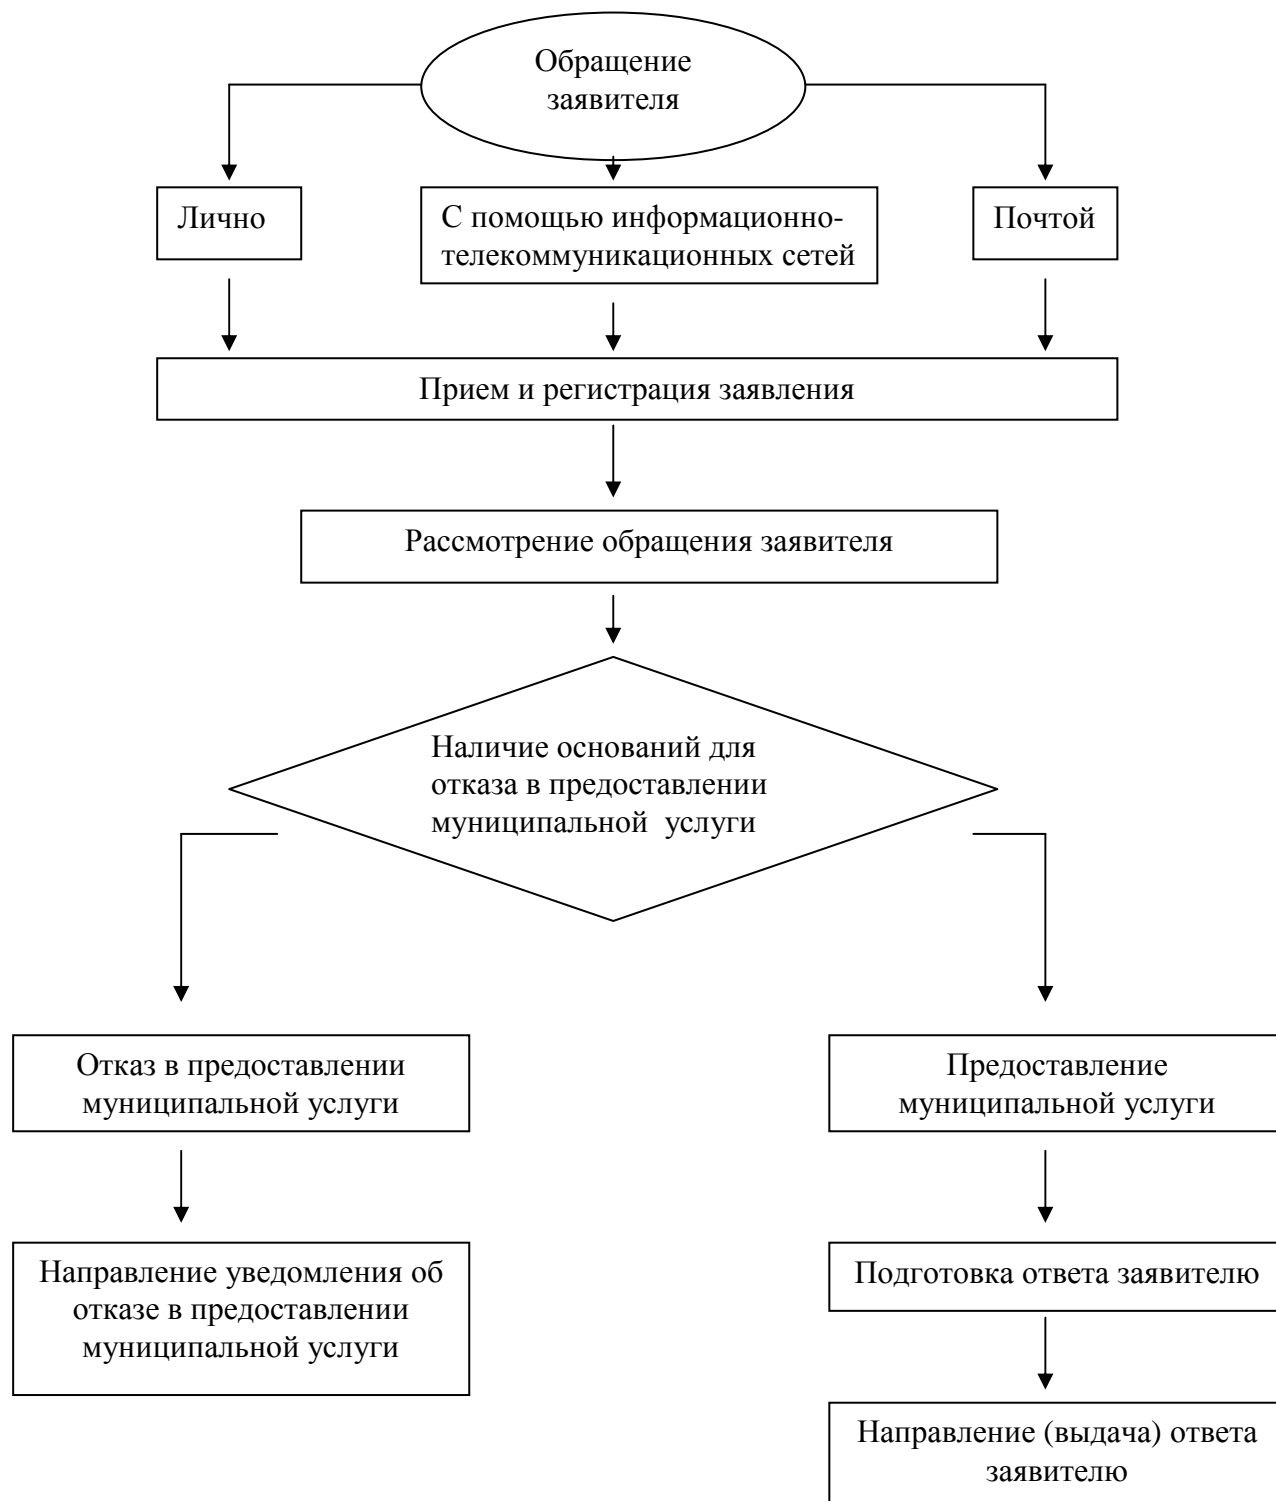 Обращение
заявителя
Лично
С помощью информационно-
телекоммуникационных сетей
Почтой
Прием и регистрация заявления
Рассмотрение обращения заявителя
Наличие оснований для
отказа в предоставлении
муниципальной  услуги
Отказ в предоставлении
муниципальной услуги
Предоставление
муниципальной услуги
Направление уведомления об
отказе в предоставлении
муниципальной услуги
Подготовка ответа заявителю
Направление (выдача) ответа
заявителю